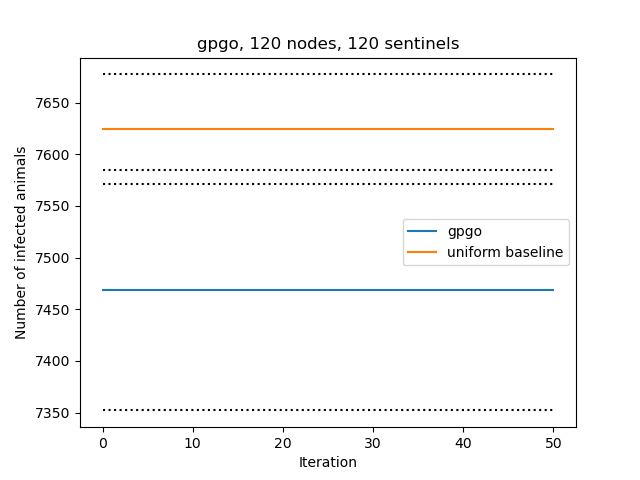 gpgo, 120 nodes, 120 sentinels
7650
7600
7550
7500
7450
7400
7350
Number of infected animals
gpgo
uniform baseline
0 10 20 30 40 50
Iteration